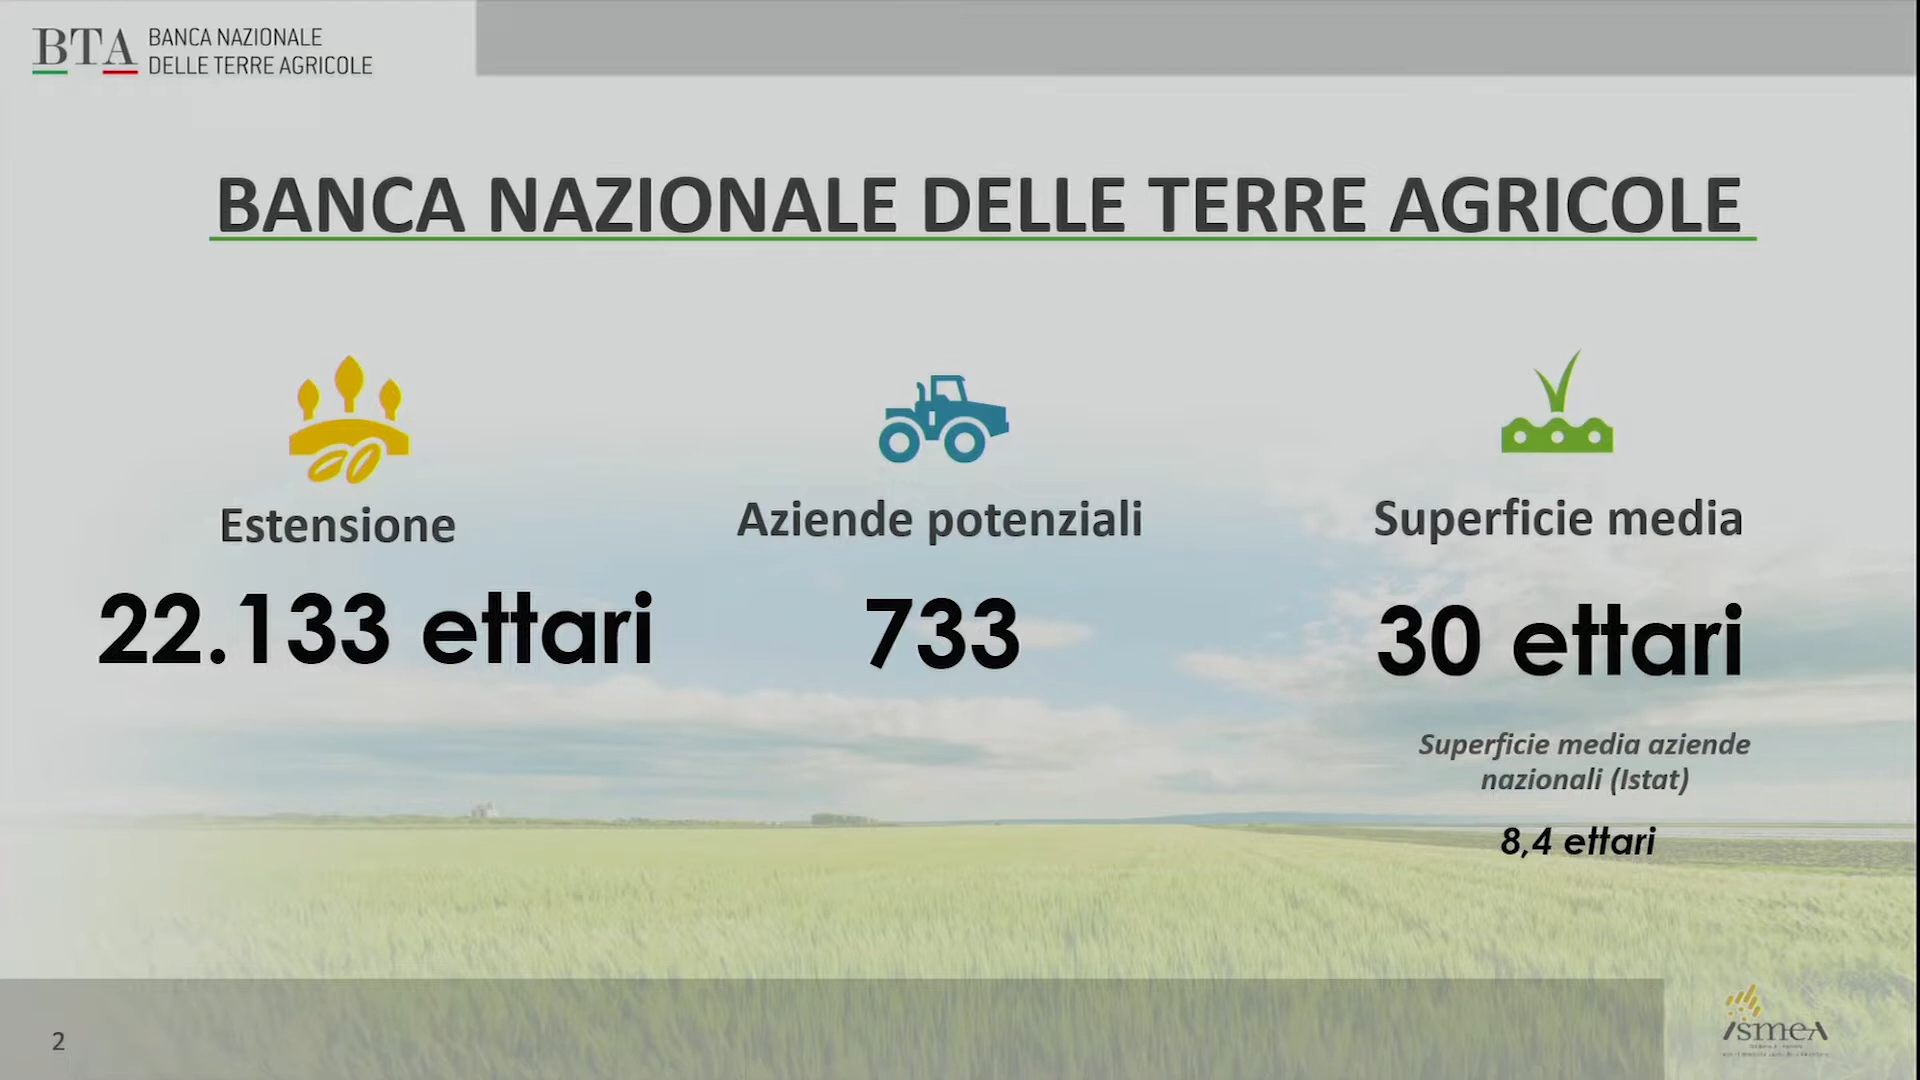 BTA BANCA NAZIONALE
DELLE TERRE AGRICOLE
BANCA NAZIONALE DELLE TERRE AGRICOLE
Estensione
22.133 ettari
Aziende potenziali
733
Superficie media
30 ettari
Superficie media aziende
nazionali (Istat)
8,4 ettari
2
ismea